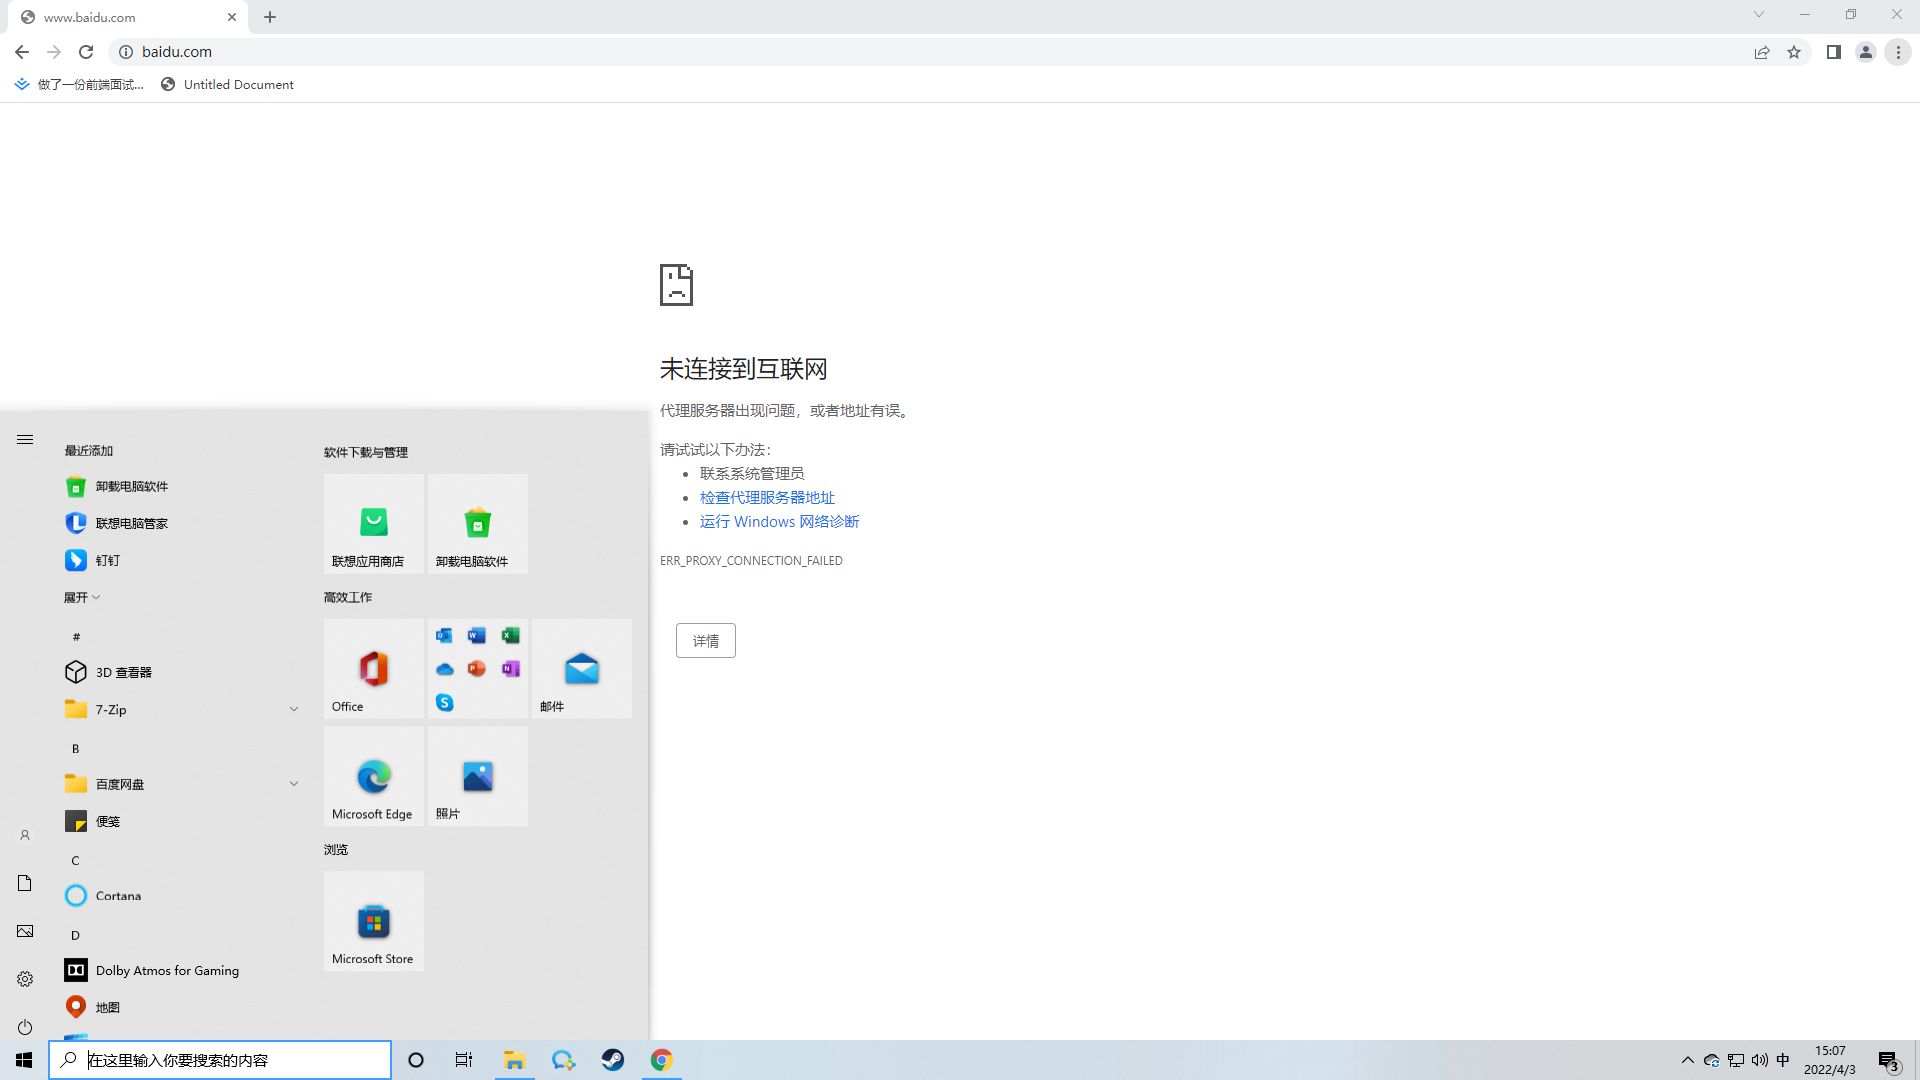 www.baidu.com
baidu.com
做了一份前端面试...
Untitled Document
未连接到互联网
代理服务器出现问题，或者地址有误。
请试试以下办法：
联系系统管理员
检查代理服务器地址
运行 Windows 网络诊断
ERR_PROXY_CONNECTION_FAILED
详情
最近添加
卸载电脑软件
联想电脑管家
钉钉
展开
#
3D 查看器
7-Zip
B
百度网盘
便笺
C
Cortana
D
Dolby Atmos for Gaming
地图
软件下载与管理
联想应用商店
卸载电脑软件
高效工作
Office
邮件
Microsoft Edge
照片
浏览
Microsoft Store
在这里输入你要搜索的内容
中
15:07
2022/4/3
3